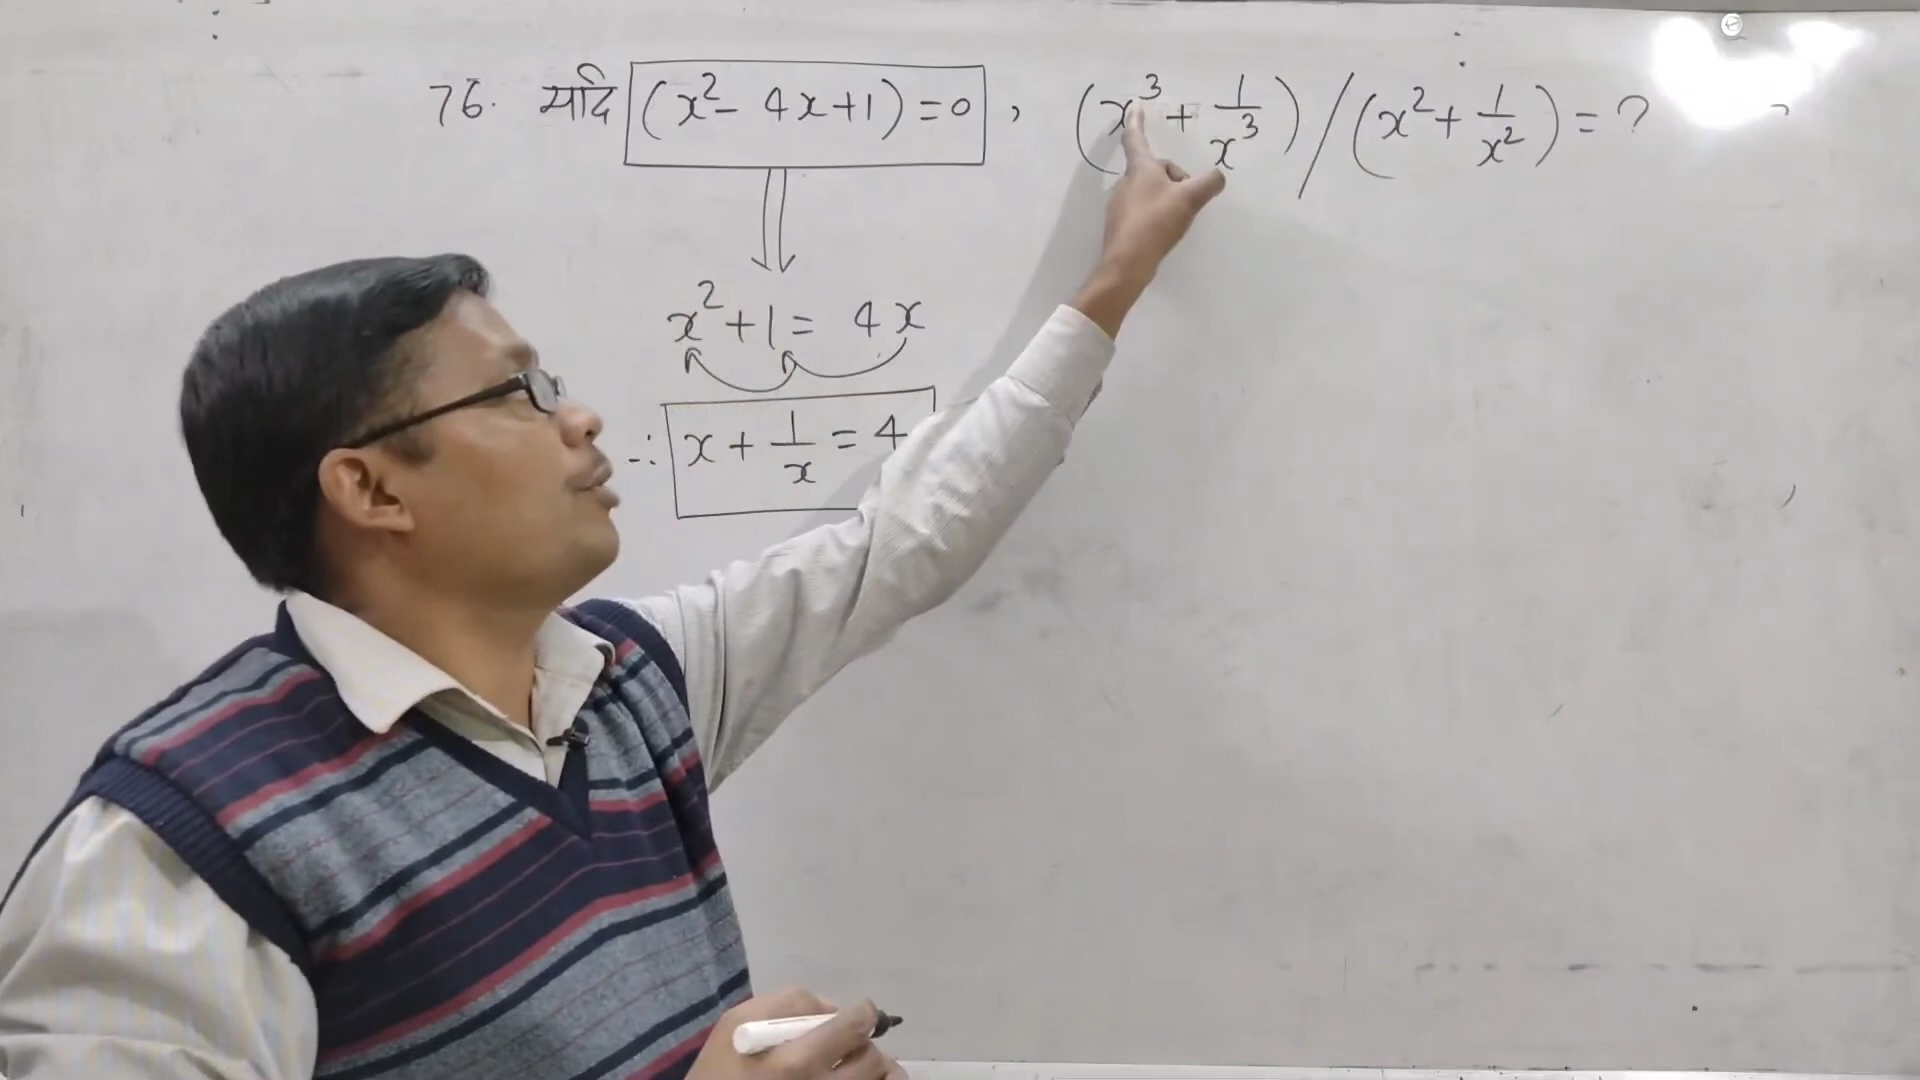 76. यदि (x² - 4x + 1) = 0 , (x³ + 1/x³) / (x² + 1/x²) = ?
x² + 1 = 4x
∴ x + 1/x = 4